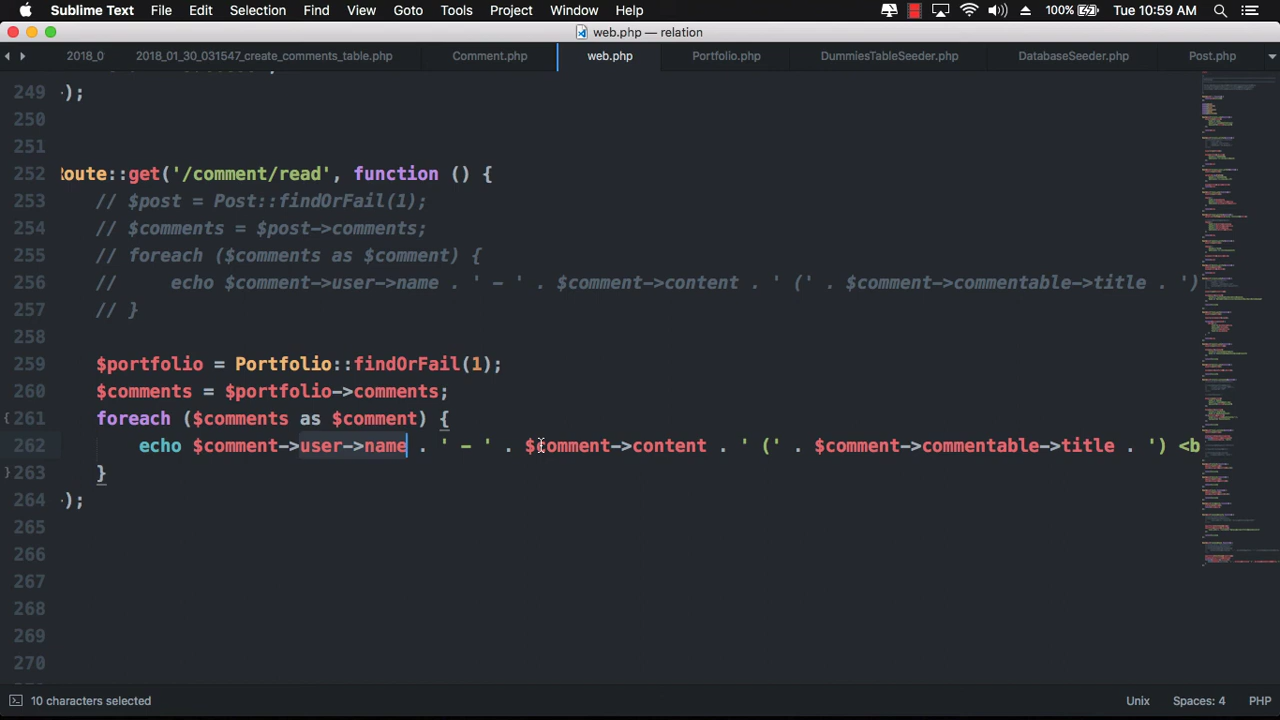 Sublime Text File Edit Selection Find View Goto Tools Project Window Help 100% Tue 10:59 AM
web.php — relation
2018_0 2018_01_30_031547_create_comments_table.php Comment.php web.php Portfolio.php DummiesTableSeeder.php DatabaseSeeder.php Post.php
249 });
250
251
252 Route::get('/comment/read', function () {
253 // $post = Post::findOrFail(1);
254 // $comments = $post->comments;
255 // foreach ($comments as $comment) {
256 // echo $comment->user->name . ' - ' . $comment->content . ' (' . $comment->commentable->title . ')
257 // }
258
259 $portfolio = Portfolio::findOrFail(1);
260 $comments = $portfolio->comments;
261 foreach ($comments as $comment) {
262 echo $comment->user->name . ' - ' . $comment->content . ' (' . $comment->commentable->title . ') <b
263 }
264 });
265
266
267
268
269
270
10 characters selected Unix Spaces: 4 PHP